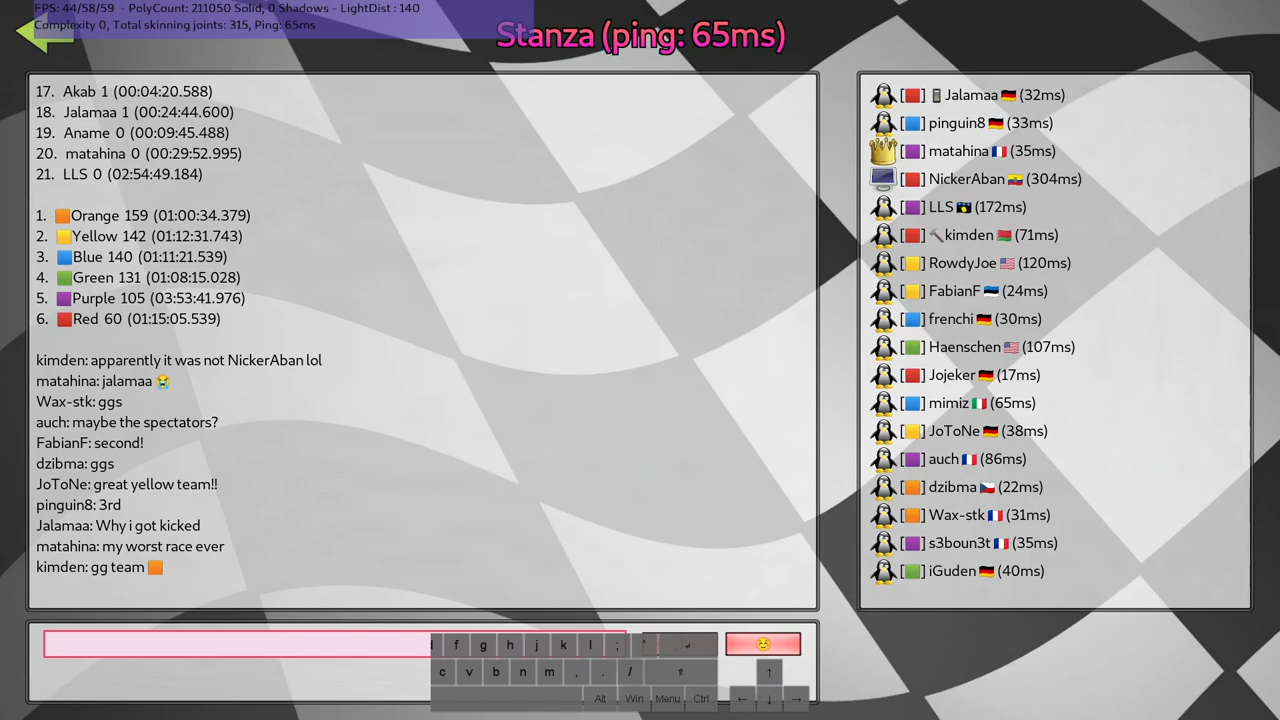 FPS: 44/58/59 - PolyCount: 211050 Solid, 0 Shadows - LightDist : 140
Complexity 0, Total skinning joints: 315, Ping: 65ms
Stanza (ping: 65ms)
17. Akab 1 (00:04:20.588)
18. Jalamaa 1 (00:24:44.600)
19. Aname 0 (00:09:45.488)
20. matahina 0 (00:29:52.995)
21. LLS 0 (02:54:49.184)
1. 🟧Orange 159 (01:00:34.379)
2. 🟨Yellow 142 (01:12:31.743)
3. 🟦Blue 140 (01:11:21.539)
4. 🟩Green 131 (01:08:15.028)
5. 🟪Purple 105 (03:53:41.976)
6. 🟥Red 60 (01:15:05.539)
kimden: apparently it was not NickerAban lol
matahina: jalamaa 😭
Wax-stk: ggs
auch: maybe the spectators?
FabianF: second!
dzibma: ggs
JoToNe: great yellow team!!
pinguin8: 3rd
Jalamaa: Why i got kicked
matahina: my worst race ever
kimden: gg team 🟧
[🟥] 📱Jalamaa 🇩🇪 (32ms)
[🟦] pinguin8 🇩🇪 (33ms)
[🟪] matahina 🇫🇷 (35ms)
[🟥] NickerAban 🇪🇨 (304ms)
[🟪] LLS 🇬🇵 (172ms)
[🟥] 🔨kimden 🇧🇾 (71ms)
[🟨] RowdyJoe 🇺🇸 (120ms)
[🟨] FabianF 🇪🇪 (24ms)
[🟦] frenchi 🇩🇪 (30ms)
[🟩] Haenschen 🇺🇸 (107ms)
[🟥] Jojeker 🇩🇪 (17ms)
[🟦] mimiz 🇮🇹 (65ms)
[🟨] JoToNe 🇩🇪 (38ms)
[🟪] auch 🇫🇷 (86ms)
[🟧] dzibma 🇨🇿 (22ms)
[🟧] Wax-stk 🇫🇷 (31ms)
[🟪] s3boun3t 🇫🇷 (35ms)
[🟩] iGuden 🇩🇪 (40ms)
f g h j k l ; '
c v b n m , . / ⇧ ↑
Alt Win Menu Ctrl ← ↓ →